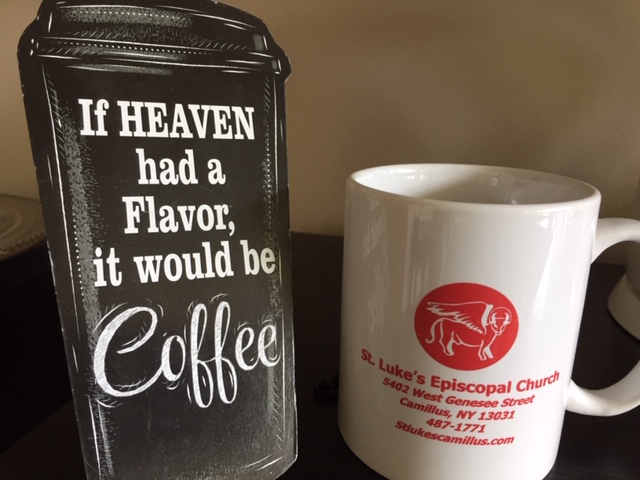 If HEAVEN
had a
Flavor,
it would be
Coffee
St. Luke's Episcopal Church
5402 West Genesee Street
Camillus, NY 13031
487-1771
Stlukescamillus.com